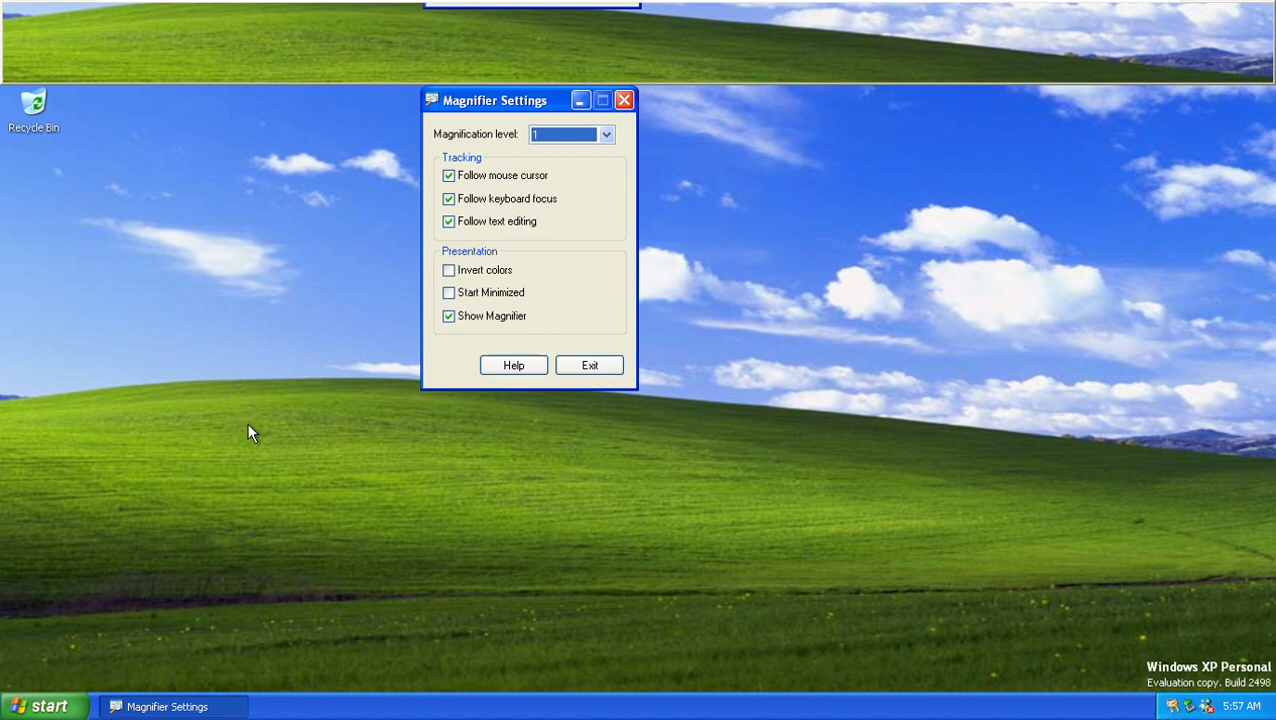 Recycle Bin
Magnifier Settings
Magnification level: 1
Tracking
Follow mouse cursor
Follow keyboard focus
Follow text editing
Presentation
Invert colors
Start Minimized
Show Magnifier
Help Exit
Windows XP Personal
Evaluation copy. Build 2498
start Magnifier Settings 5:57 AM